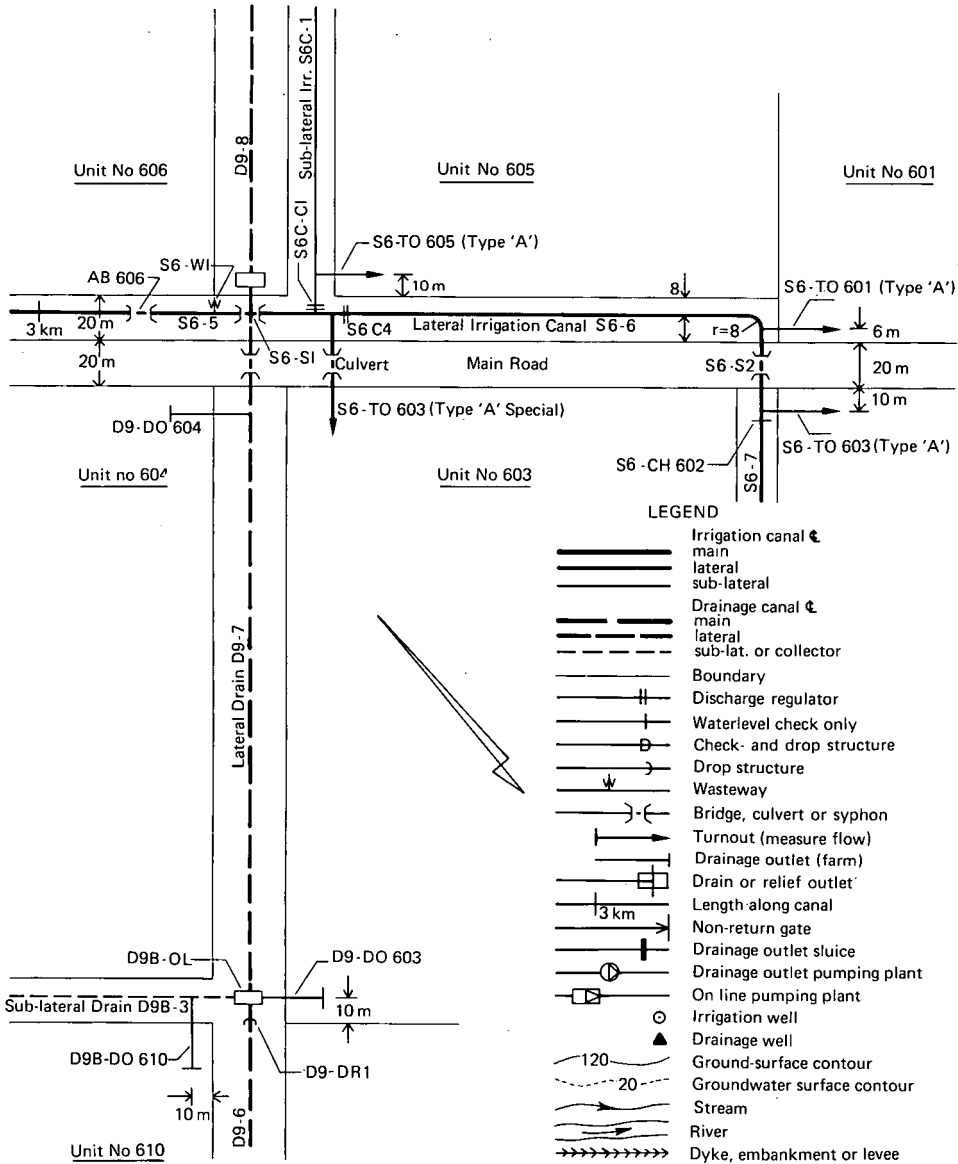 Sub-lateral Irr. S6C-1
D9-8
Unit No 606
Unit No 605
Unit No 601
S6C-CI
S6-TO 605 (Type 'A')
S6-WI
AB 606
10 m
8
S6-TO 601 (Type 'A')
3 km
20 m
S6-5
S6-SI
S6C4
Lateral Irrigation Canal S6-6
r=8
6 m
20 m
Culvert
Main Road
S6-S2
20 m
10 m
D9-DO 604
S6-TO 603 (Type 'A' Special)
S6-TO 603 (Type 'A')
S6-CH 602
S6-7
Unit no 604
Unit No 603
Lateral Drain D9-7
LEGEND
Irrigation canal ℄
main
lateral
sub-lateral
Drainage canal ℄
main
lateral
sub-lat. or collector
Boundary
Discharge regulator
Waterlevel check only
Check- and drop structure
Drop structure
Wasteway
Bridge, culvert or syphon
Turnout (measure flow)
Drainage outlet (farm)
Drain or relief outlet
3 km
Length along canal
Non-return gate
Drainage outlet sluice
Drainage outlet pumping plant
On line pumping plant
Irrigation well
Drainage well
120
Ground-surface contour
20
Groundwater surface contour
Stream
River
Dyke, embankment or levee
D9B-OL
D9-DO 603
Sub-lateral Drain D9B-3
10 m
D9B-DO 610
D9-DR1
10 m
D9-6
Unit No 610